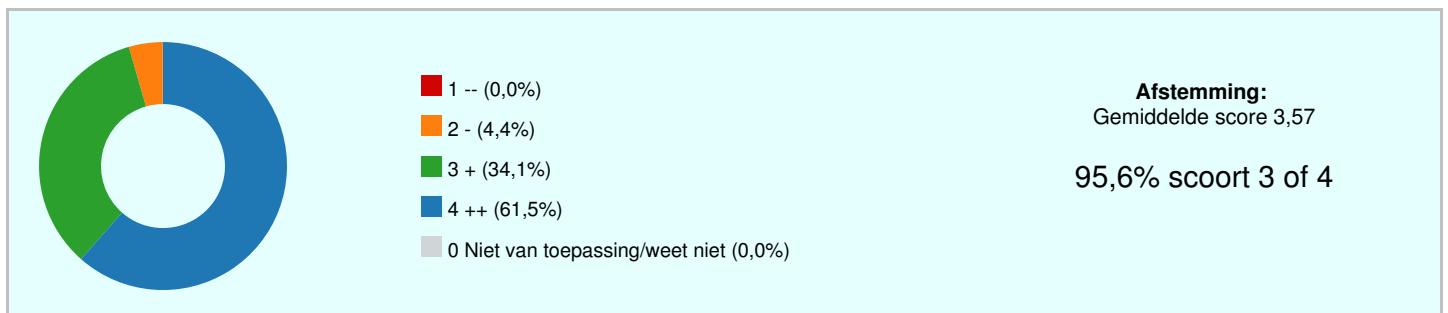 1 -- (0,0%)
2 - (4,4%)
3 + (34,1%)
4 ++ (61,5%)
0 Niet van toepassing/weet niet (0,0%)
Afstemming:
Gemiddelde score 3,57
95,6% scoort 3 of 4